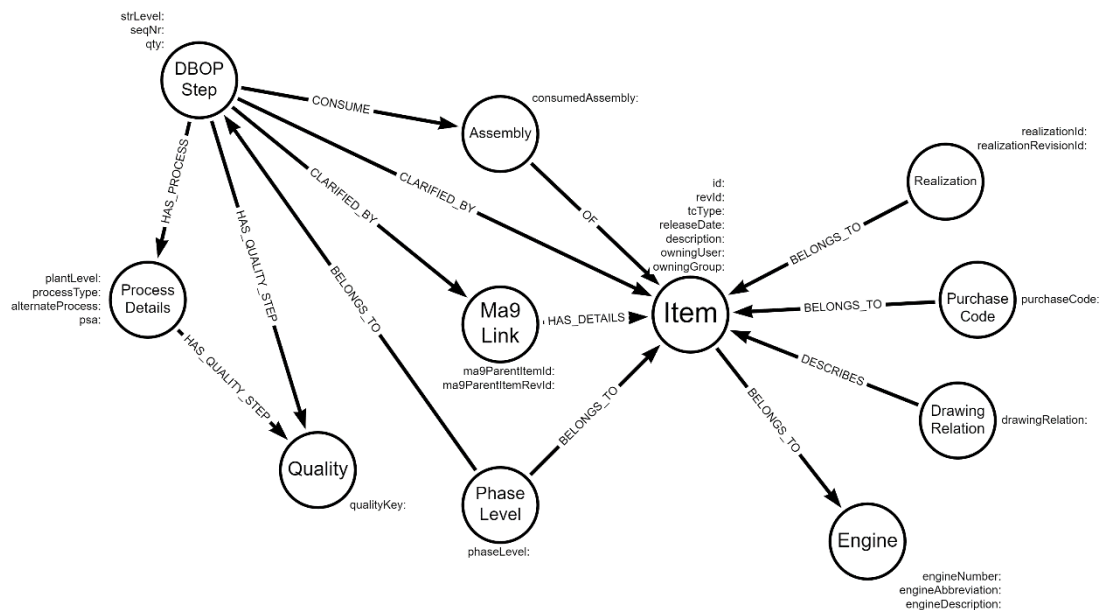 strLevel:
seqNr:
qty:
DBOP
Step
CONSUME
consumedAssembly:
Assembly
realizationId:
realizationRevisionId:
Realization
HAS_PROCESS
CLARIFIED_BY
CLARIFIED_BY
HAS_QUALITY_STEP
OF
id:
revId:
tcType:
releaseDate:
description:
owningUser:
owningGroup:
BELONGS_TO
plantLevel:
processType:
alternateProcess:
psa:
Process
Details
BELONGS_TO
Ma9
Link
HAS_DETAILS
ma9ParentItemId:
ma9ParentItemRevId:
Item
BELONGS_TO
Purchase
Code
purchaseCode:
HAS_QUALITY_STEP
DESCRIBES
BELONGS_TO
BELONGS_TO
Drawing
Relation
drawingRelation:
Quality
qualityKey:
Phase
Level
phaseLevel:
Engine
engineNumber:
engineAbbreviation:
engineDescription: